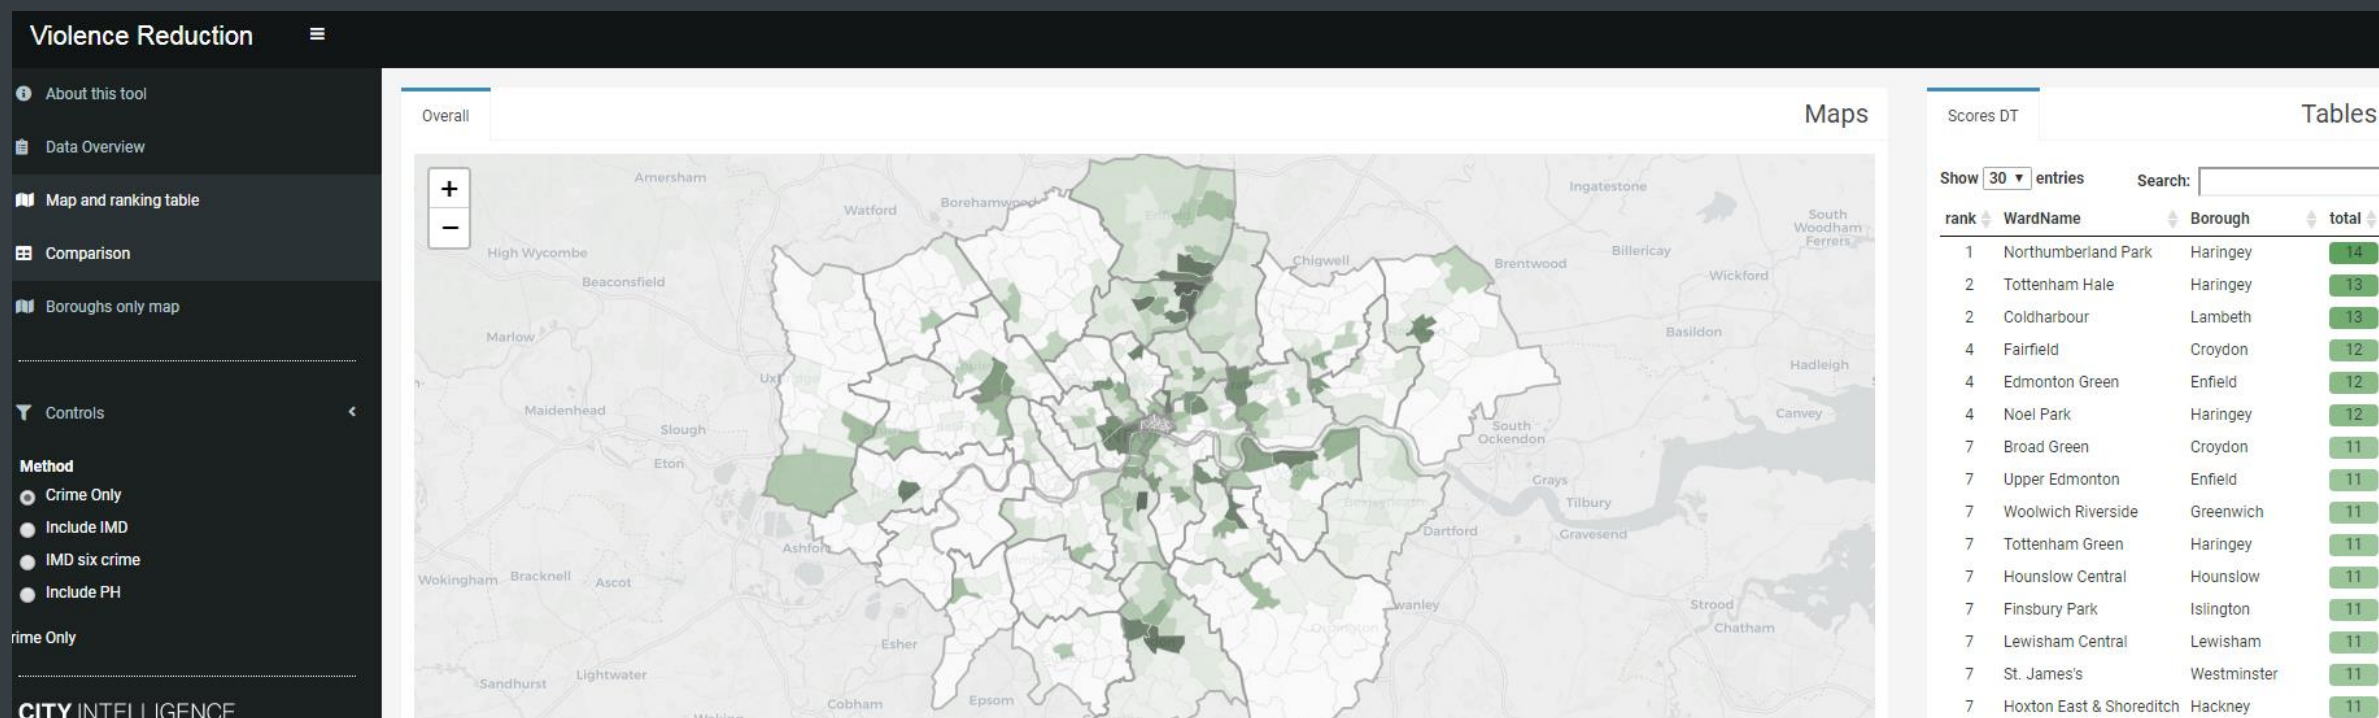 Violence Reduction
About this tool
Data Overview
Map and ranking table
Comparison
Boroughs only map
Controls
Method
Crime Only
Include IMD
IMD six crime
Include PH
rime Only
CITY INTELLIGENCE
Overall
Maps
+
−
Amersham
Watford
Borehamwood
Enfield
Ingatestone
South
Woodham
Ferrers
High Wycombe
Beaconsfield
Chigwell
Brentwood
Billericay
Wickford
Marlow
Basildon
Hadleigh
Uxbridge
Maidenhead
Slough
Canvey
South
Ockendon
Eton
Grays
Tilbury
Bexleyheath
Dartford
Gravesend
Ashford
Wokingham
Bracknell
Ascot
wanley
Strood
Chatham
Orpington
Esher
Lightwater
Sandhurst
Cobham
Epsom
Scores DT
Tables
Show 30 entries
Search:
rank WardName Borough total
1 Northumberland Park Haringey 14
2 Tottenham Hale Haringey 13
2 Coldharbour Lambeth 13
4 Fairfield Croydon 12
4 Edmonton Green Enfield 12
4 Noel Park Haringey 12
7 Broad Green Croydon 11
7 Upper Edmonton Enfield 11
7 Woolwich Riverside Greenwich 11
7 Tottenham Green Haringey 11
7 Hounslow Central Hounslow 11
7 Finsbury Park Islington 11
7 Lewisham Central Lewisham 11
7 St. James's Westminster 11
7 Hoxton East & Shoreditch Hackney 11